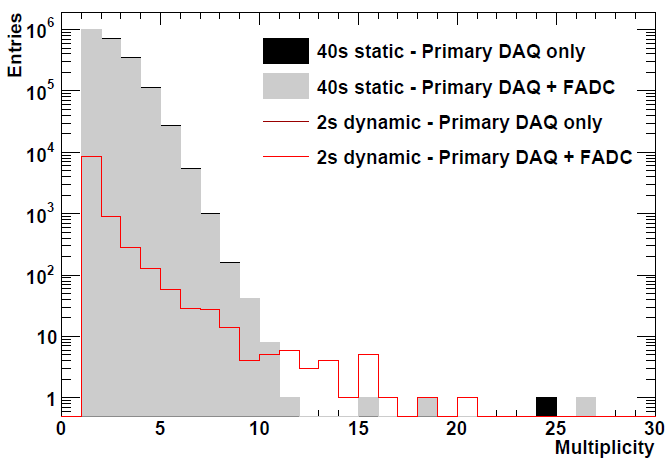 Entries
10^6
10^5
10^4
10^3
10^2
10
1
40s static - Primary DAQ only
40s static - Primary DAQ + FADC
2s dynamic - Primary DAQ only
2s dynamic - Primary DAQ + FADC
0 5 10 15 20 25 30
Multiplicity